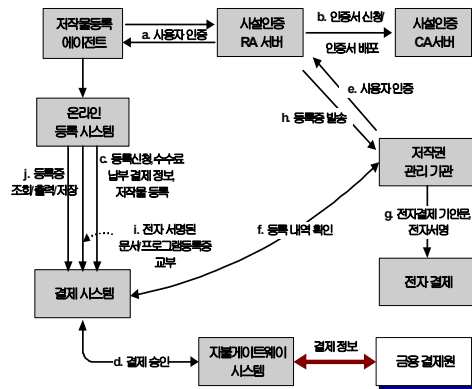 저작물등록
에이전트
a. 사용자 인증
사설인증
RA 서버
b. 인증서 신청/
인증서 배포
사설인증
CA서버
e. 사용자 인증
h. 등록증 발송
온라인
등록 시스템
저작권
관리 기관
j. 등록증
조회/출력/저장
c. 등록신청, 수수료
납부 결제 정보,
저작물 등록
i. 전자 서명된
문서/프로그램등록증
교부
f. 등록 내역 확인
g. 전자결제 기안문,
전자서명
결제 시스템
전자 결제
d. 결제 승인
지불게이트웨이
시스템
결제 정보
금융 결제원